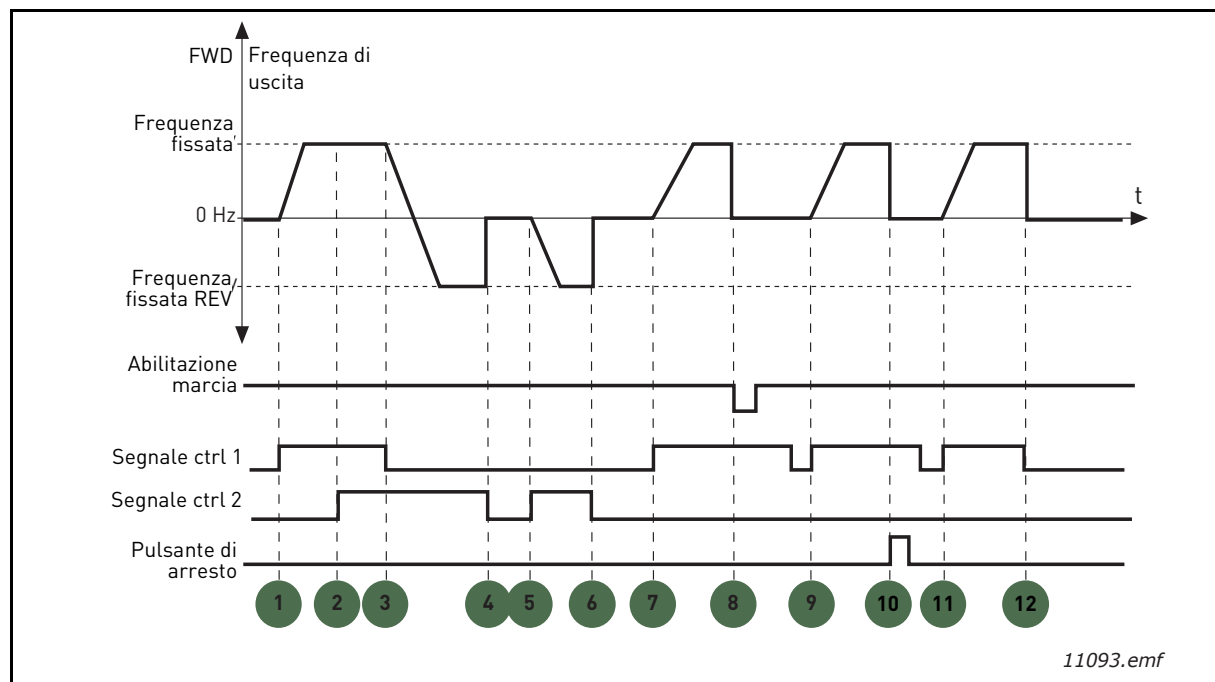 FWD
Frequenza di
uscita
Frequenza
fissata
t
0 Hz
Frequenza
fissata REV
Abilitazione
marcia
Segnale ctrl 1
Segnale ctrl 2
Pulsante di
arresto
1 2 3 4 5 6 7 8 9 10 11 12
11093.emf